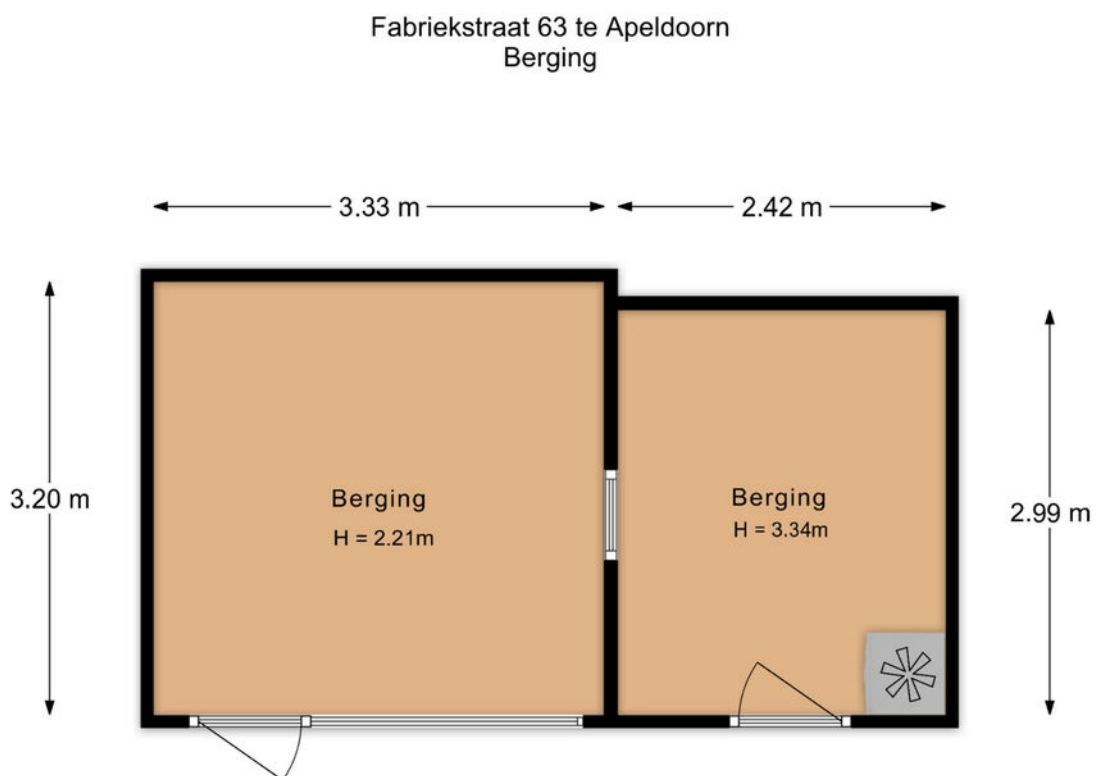 Fabriekstraat 63 te Apeldoorn
Berging
3.33 m
2.42 m
3.20 m
Berging
H = 2.21m
Berging
H = 3.34m
2.99 m